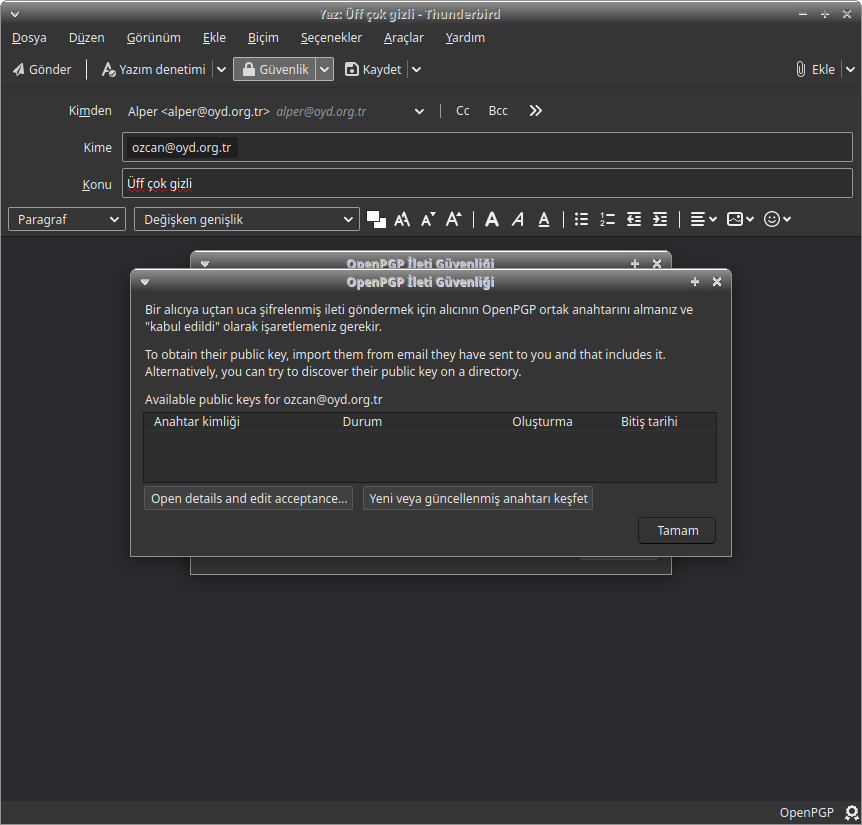 Yaz: Üff çok gizli - Thunderbird
Dosya Düzen Görünüm Ekle Biçim Seçenekler Araçlar Yardım
Gönder Yazım denetimi Güvenlik Kaydet Ekle
Kimden Alper <alper@oyd.org.tr> alper@oyd.org.tr Cc Bcc
Kime ozcan@oyd.org.tr
Konu Üff çok gizli
Paragraf Değişken genişlik
OpenPGP İleti Güvenliği
OpenPGP İleti Güvenliği
Bir alıcıya uçtan uca şifrelenmiş ileti göndermek için alıcının OpenPGP ortak anahtarını almanız ve
"kabul edildi" olarak işaretlemeniz gerekir.
To obtain their public key, import them from email they have sent to you and that includes it.
Alternatively, you can try to discover their public key on a directory.
Available public keys for ozcan@oyd.org.tr
Anahtar kimliği Durum Oluşturma Bitiş tarihi
Open details and edit acceptance... Yeni veya güncellenmiş anahtarı keşfet
Tamam
OpenPGP